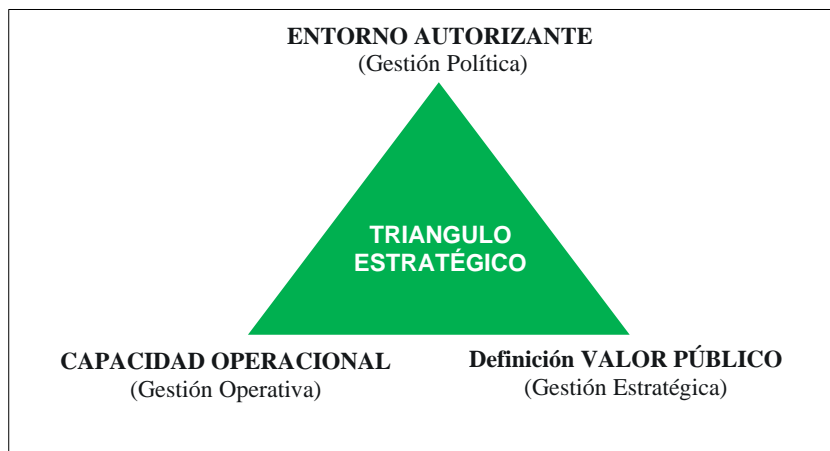 ENTORNO AUTORIZANTE
(Gestión Política)
TRIANGULO
ESTRATÉGICO
CAPACIDAD OPERACIONAL
(Gestión Operativa)
Definición VALOR PÚBLICO
(Gestión Estratégica)